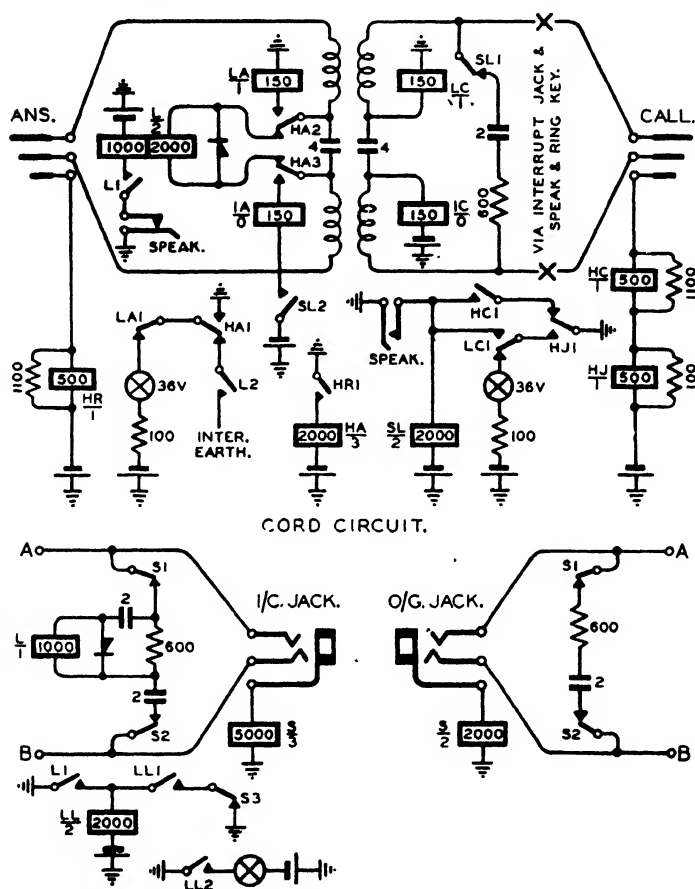 LA/1
150
SL1
150
LC/1
ANS.
L/2
HA2
1000
2000
HA3
4
4
2
L1
IA/0
150
IC/0
150
600
VIA INTERRUPT JACK &
SPEAK & RING KEY.
CALL.
SPEAK.
SL2
HC/1
500
1100
LA1
HA1
HC1
SPEAK.
HJ1
LC1
1100
500
HR/1
36V
L2
HR1
36V
HJ/1
500
1100
100
INTER.
EARTH.
2000
HA/3
SL/2
2000
100
CORD CIRCUIT.
A
S1
I/C. JACK.
O/G. JACK.
S1
A
2
L/1
1000
600
600
2
2
S2
S2
B
5000
S/3
S/2
2000
B
L1
LL1
S3
LL/2
2000
LL2